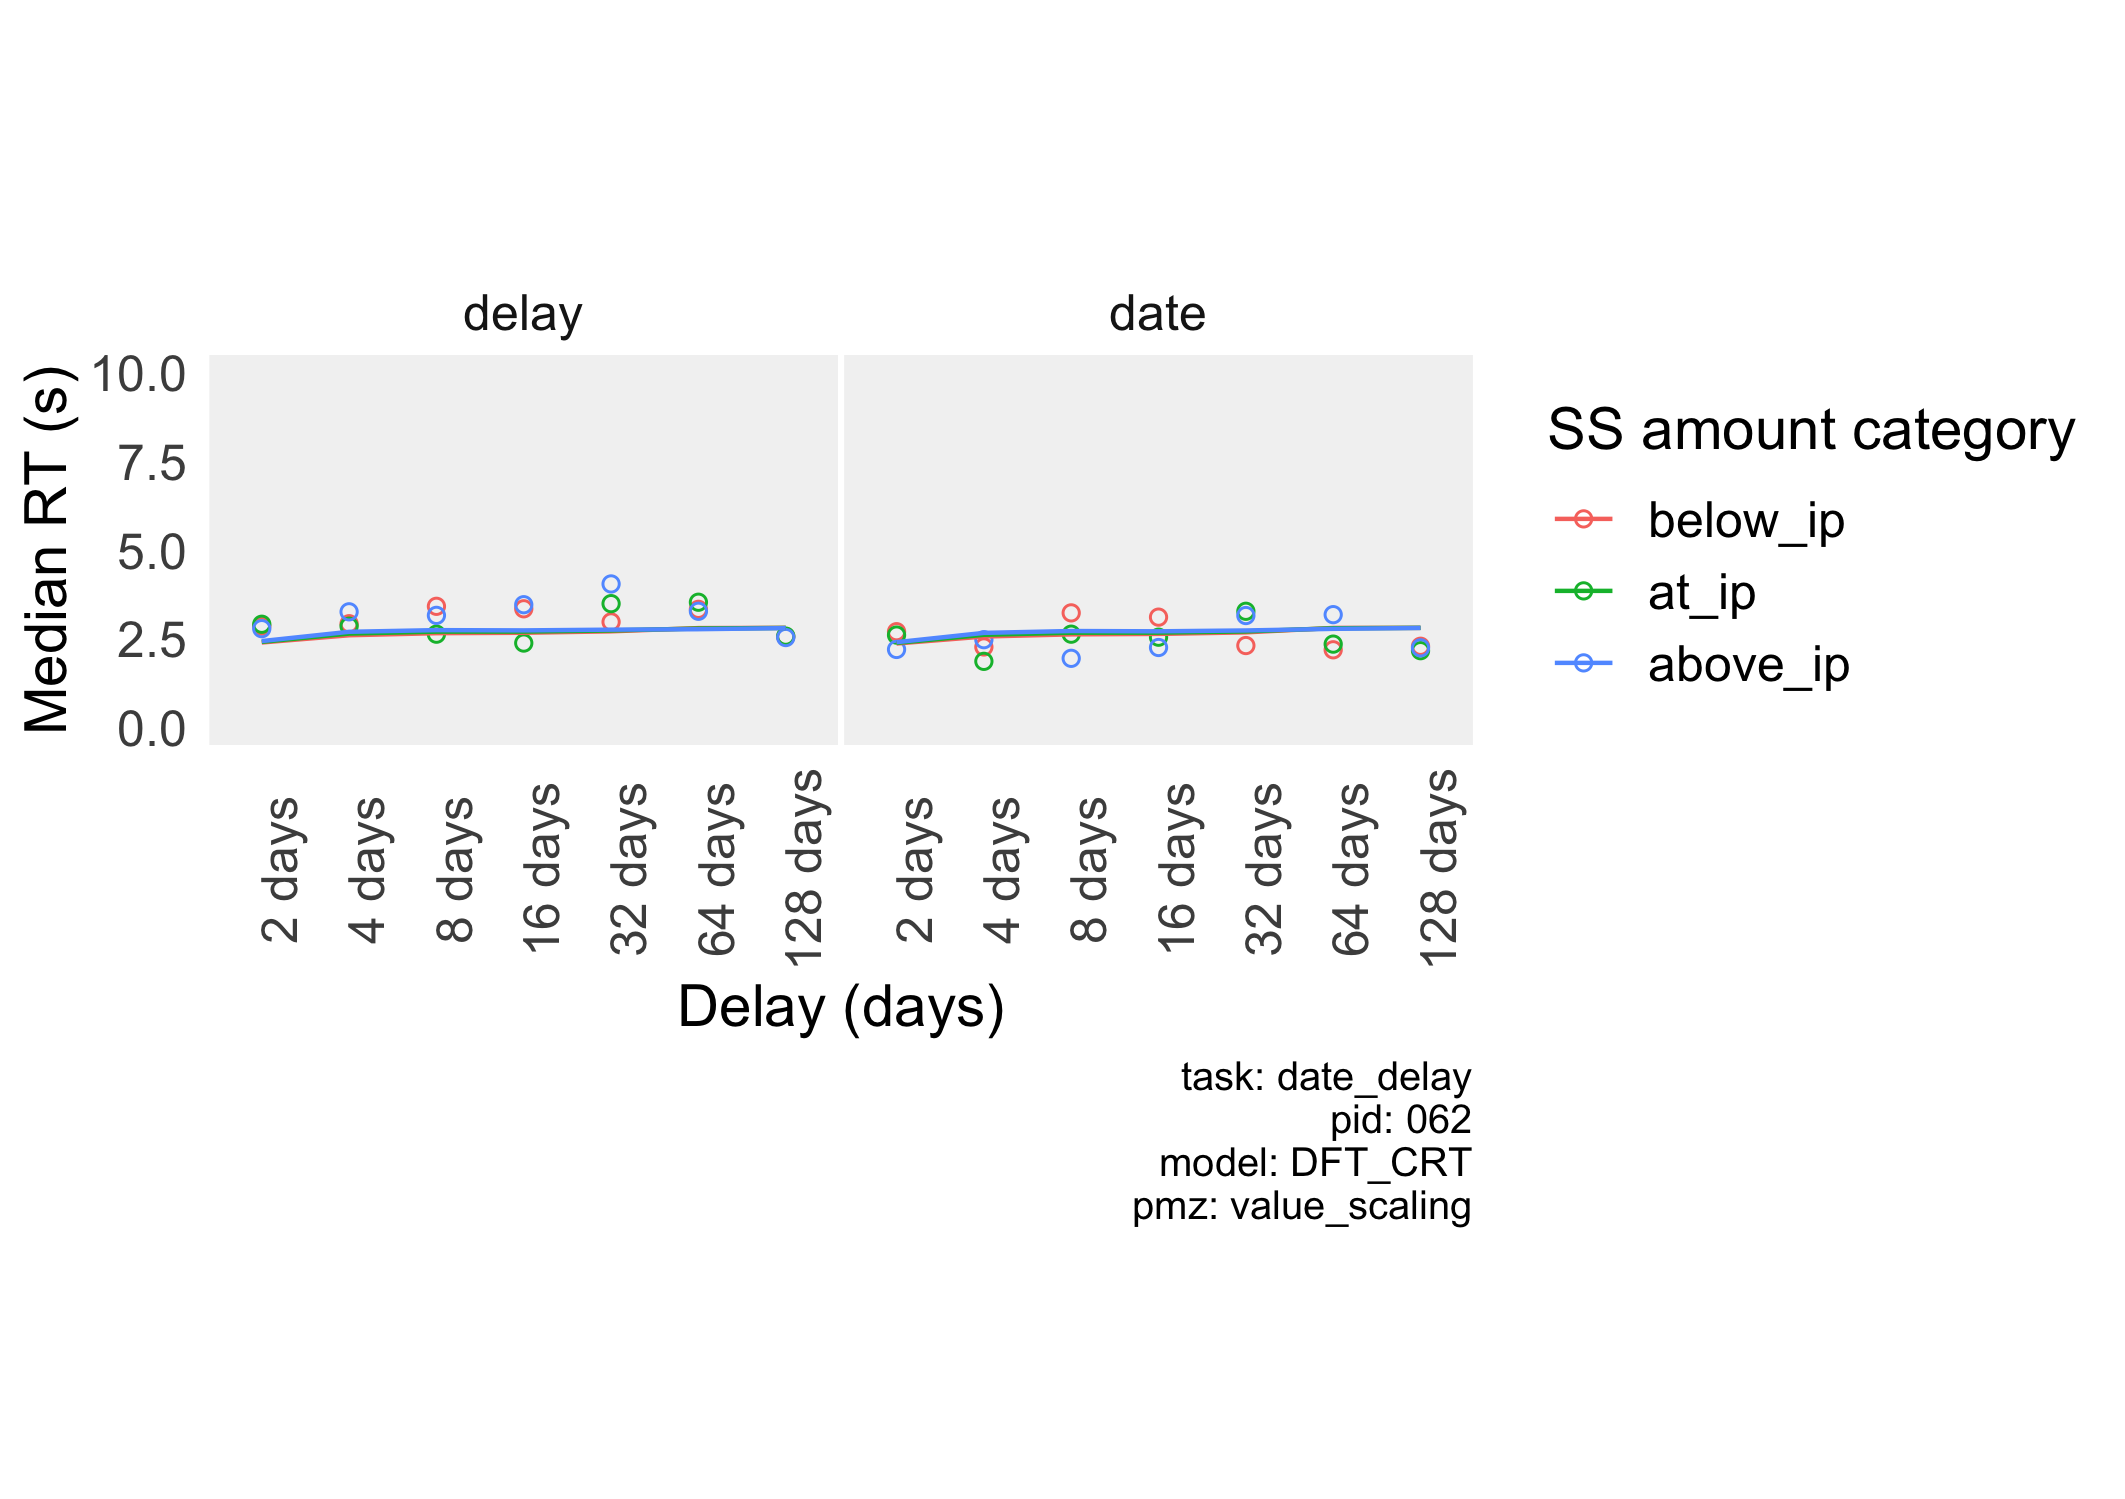 delay
date
Median RT (s)
10.0
7.5
5.0
2.5
0.0
2 days
4 days
8 days
16 days
32 days
64 days
128 days
2 days
4 days
8 days
16 days
32 days
64 days
128 days
Delay (days)
SS amount category
below_ip
at_ip
above_ip
task: date_delay
pid: 062
model: DFT_CRT
pmz: value_scaling